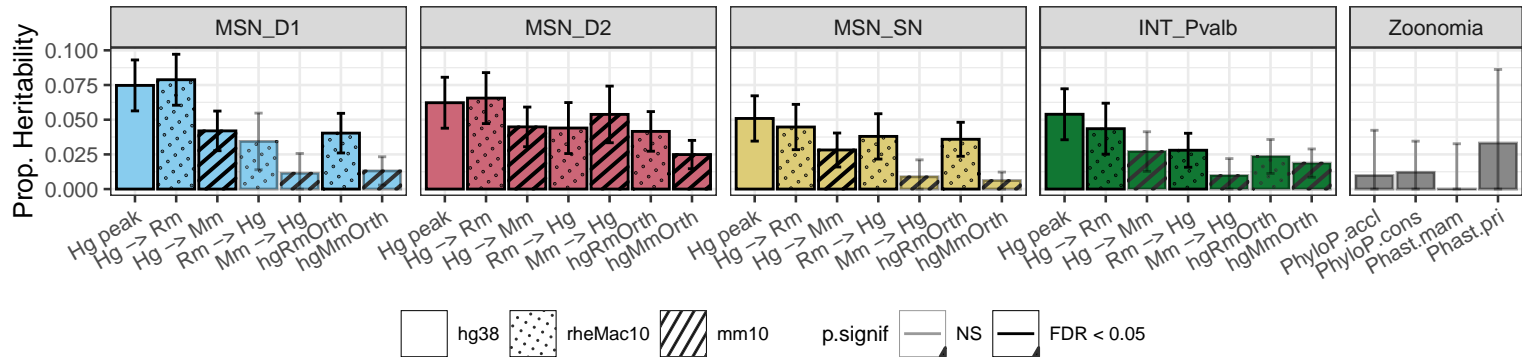 MSN_D1 MSN_D2 MSN_SN INT_Pvalb Zoonomia
Prop. Heritability
0.100
0.075
0.050
0.025
0.000
Hg peak Hg −> Rm Hg −> Mm Rm −> Hg Mm −> Hg hgRmOrth hgMmOrth
Hg peak Hg −> Rm Hg −> Mm Hg −> Hg Rm −> Hg Mm −> Hg hgRmOrth hgMmOrth
Hg peak Hg −> Rm Hg −> Mm Rm −> Hg Mm −> Hg hgRmOrth hgMmOrth
Hg peak Hg −> Rm Hg −> Mm Rm −> Hg Mm −> Hg hgRmOrth hgMmOrth
PhyloP.accl PhyloP.cons Phast.mam Phast.pri
hg38 rheMac10 mm10 p.signif NS FDR < 0.05